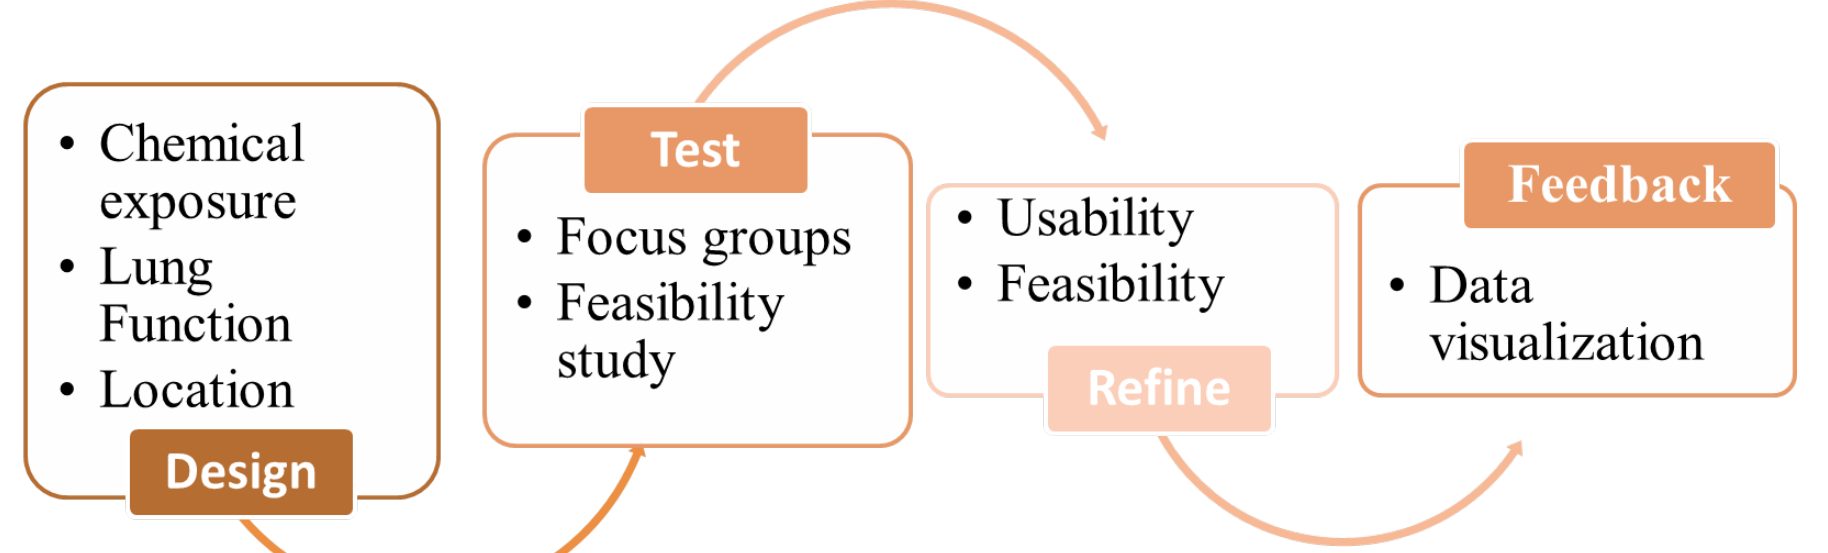 • Chemical
exposure
• Lung
Function
• Location
Design
Test
• Focus groups
• Feasibility
study
• Usability
• Feasibility
Refine
Feedback
• Data
visualization